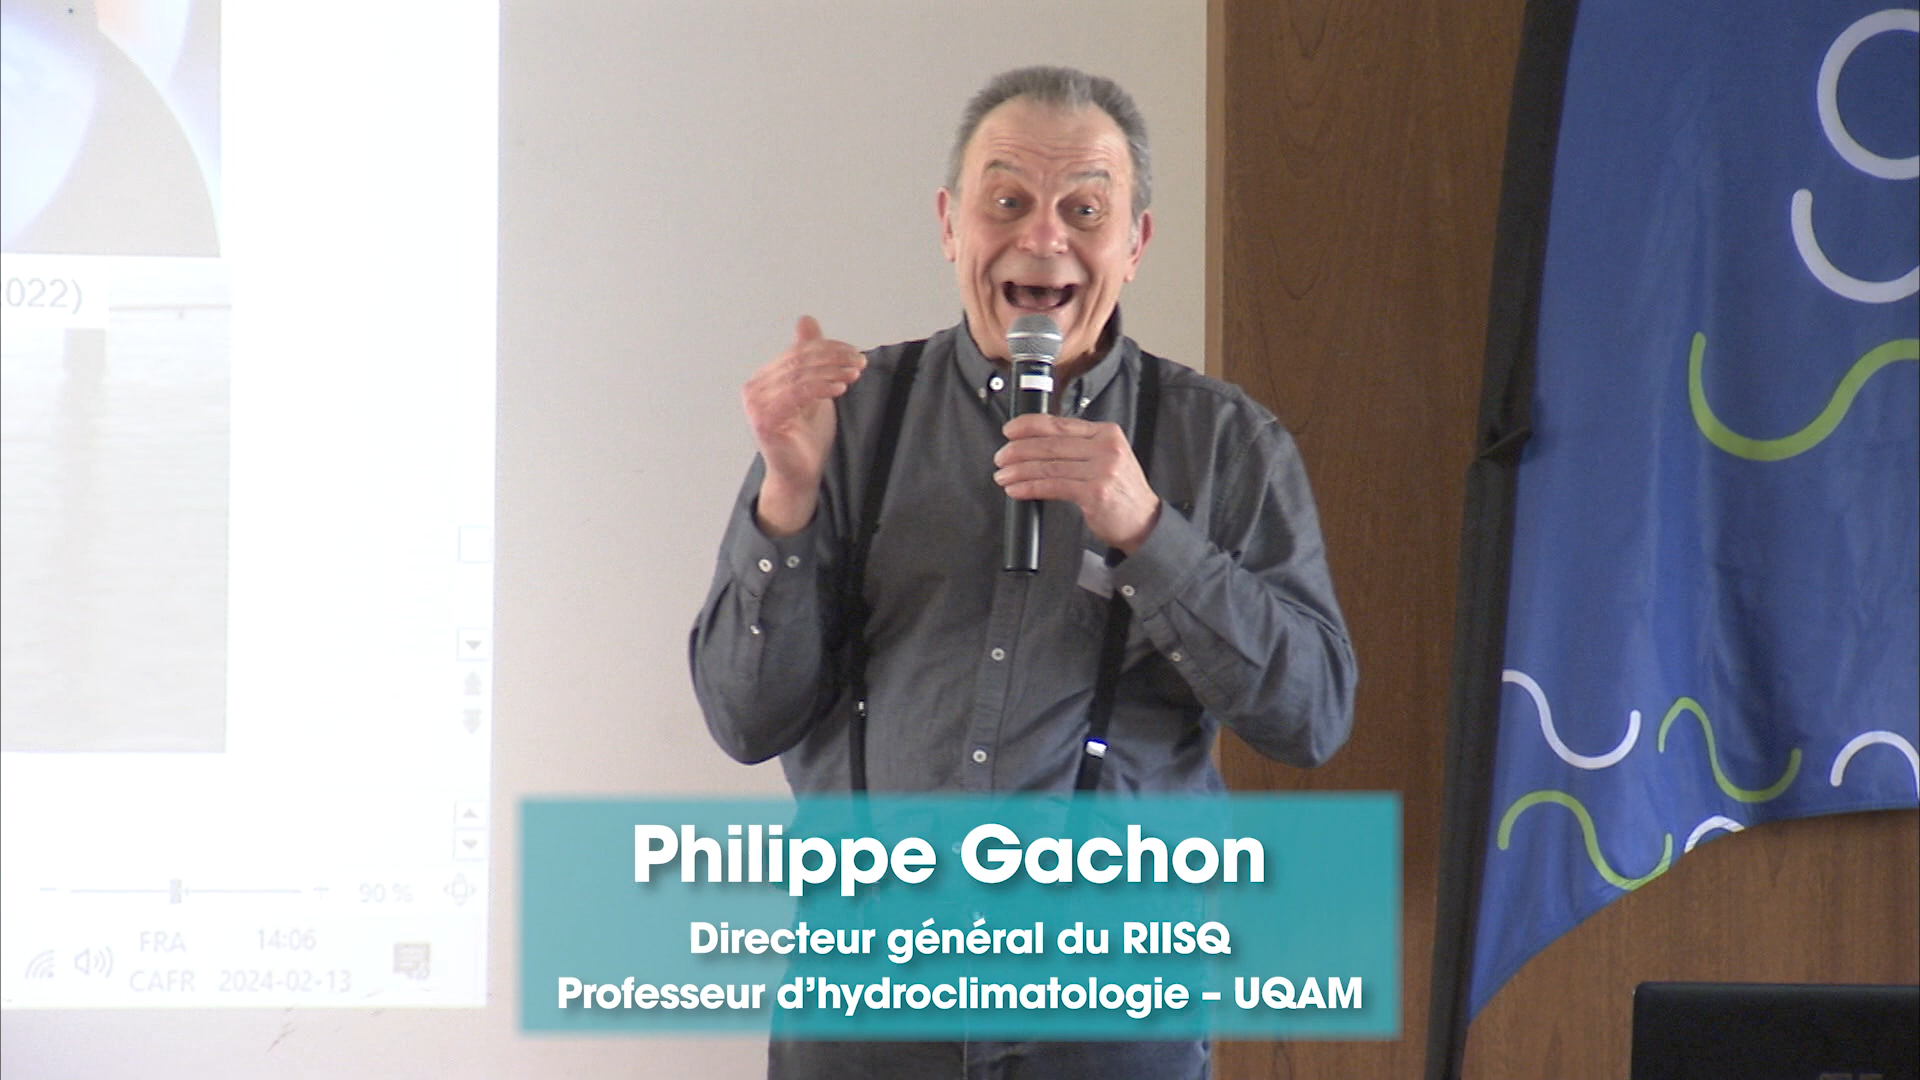 022)
90 %
FRA 14:06
CAFR 2024-02-13
Philippe Gachon
Directeur général du RIISQ
Professeur d’hydroclimatologie – UQAM